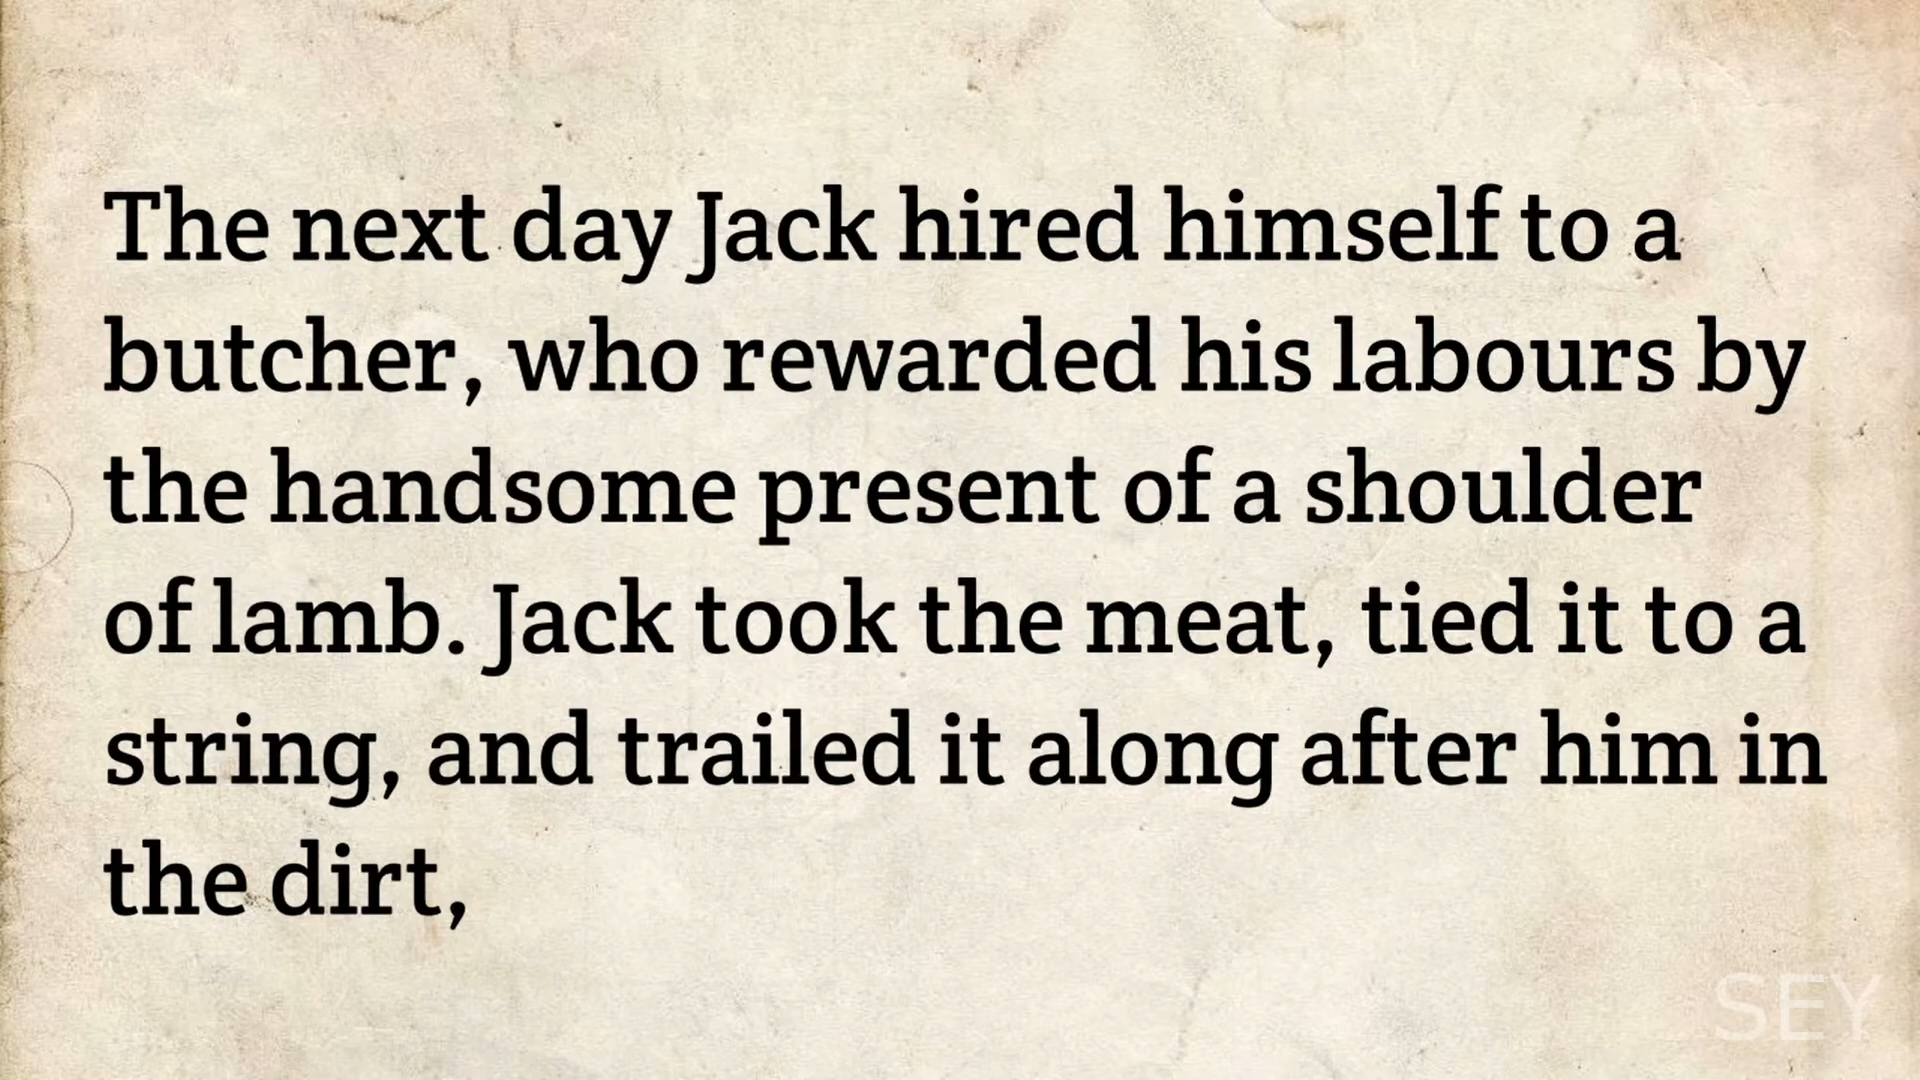 The next day Jack hired himself to a
butcher, who rewarded his labours by
the handsome present of a shoulder
of lamb. Jack took the meat, tied it to a
string, and trailed it along after him in
the dirt,
SEY